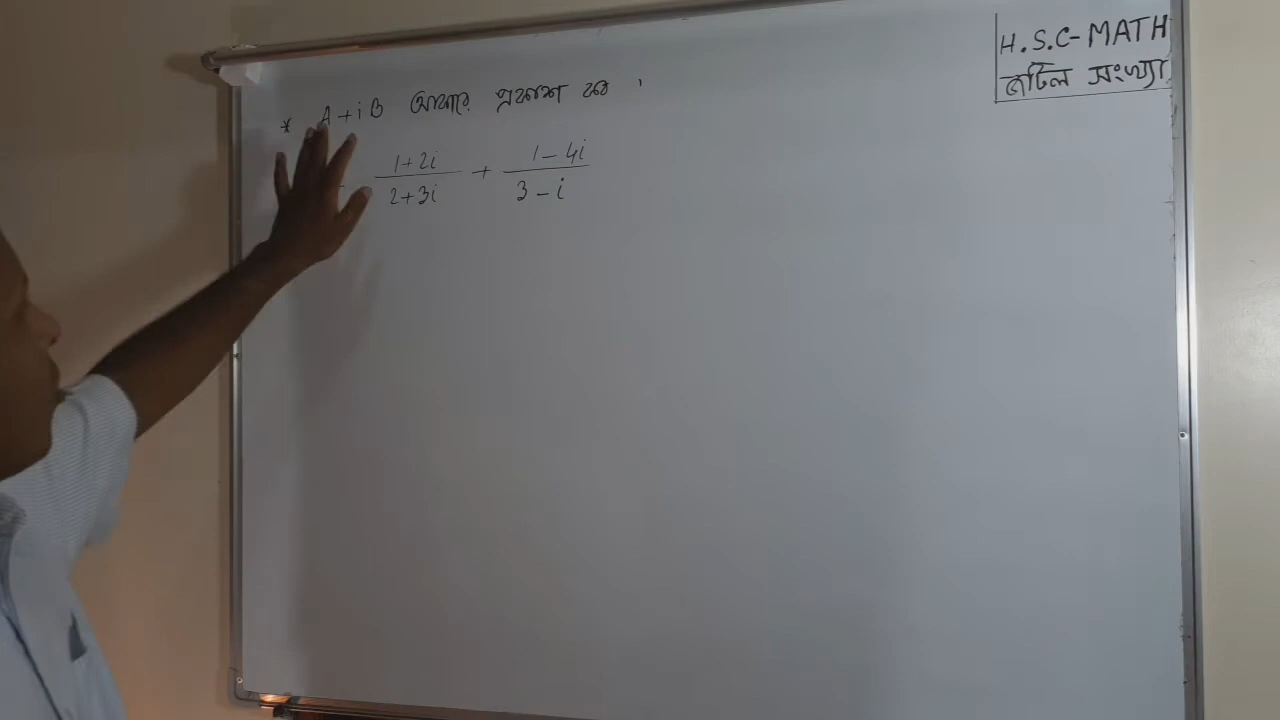 H.S.C-MATH
জটিল সংখ্যা
* A+iB আকারে প্রকাশ কর।
1+2i/2+3i + 1-4i/3-i